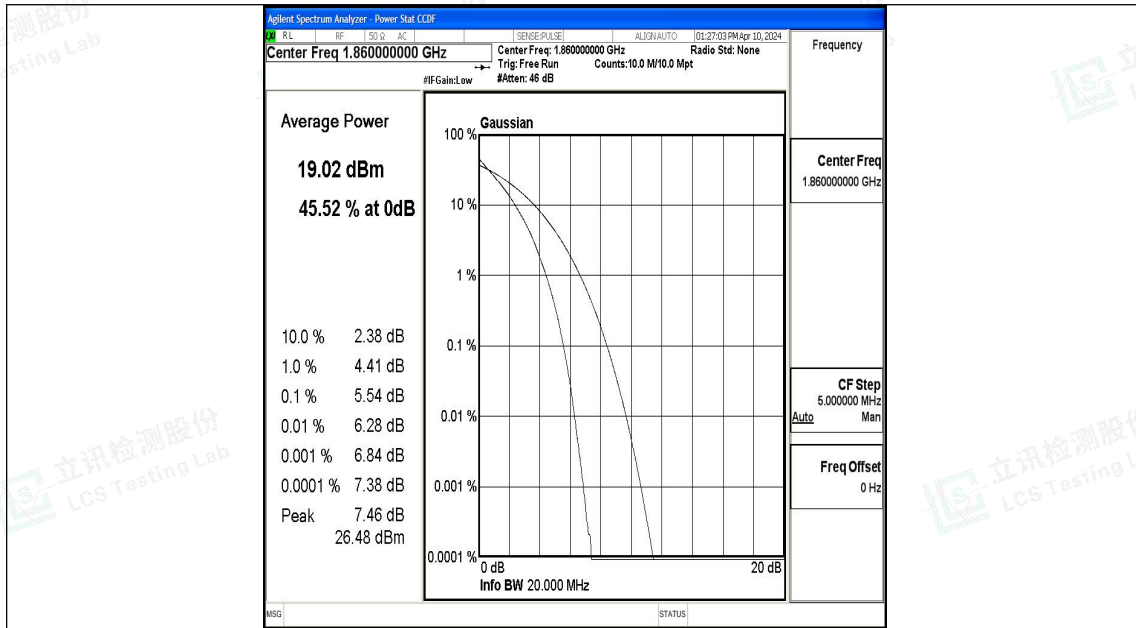 Agilent Spectrum Analyzer - Power Stat CCDF
RL RF 50 Ω AC SENSE:PULSE ALIGNAUTO 01:27:03 PM Apr 10, 2024
Center Freq 1.860000000 GHz
Center Freq: 1.860000000 GHz Radio Std: None
Trig: Free Run Counts:10.0 M/10.0 Mpt
#IFGain:Low #Atten: 46 dB
Frequency
Average Power
19.02 dBm
45.52 % at 0dB
10.0 % 2.38 dB
1.0 % 4.41 dB
0.1 % 5.54 dB
0.01 % 6.28 dB
0.001 % 6.84 dB
0.0001 % 7.38 dB
Peak 7.46 dB
26.48 dBm
Gaussian
100 %
10 %
1 %
0.1 %
0.01 %
0.001 %
0.0001 %
0 dB 20 dB
Info BW 20.000 MHz
Center Freq
1.860000000 GHz
CF Step
5.000000 MHz
Auto Man
Freq Offset
0 Hz
MSG STATUS
立讯检测股份
LCS Testing Lab
立讯检测股份
LCS Testing L
检测股份
sting Lab
立